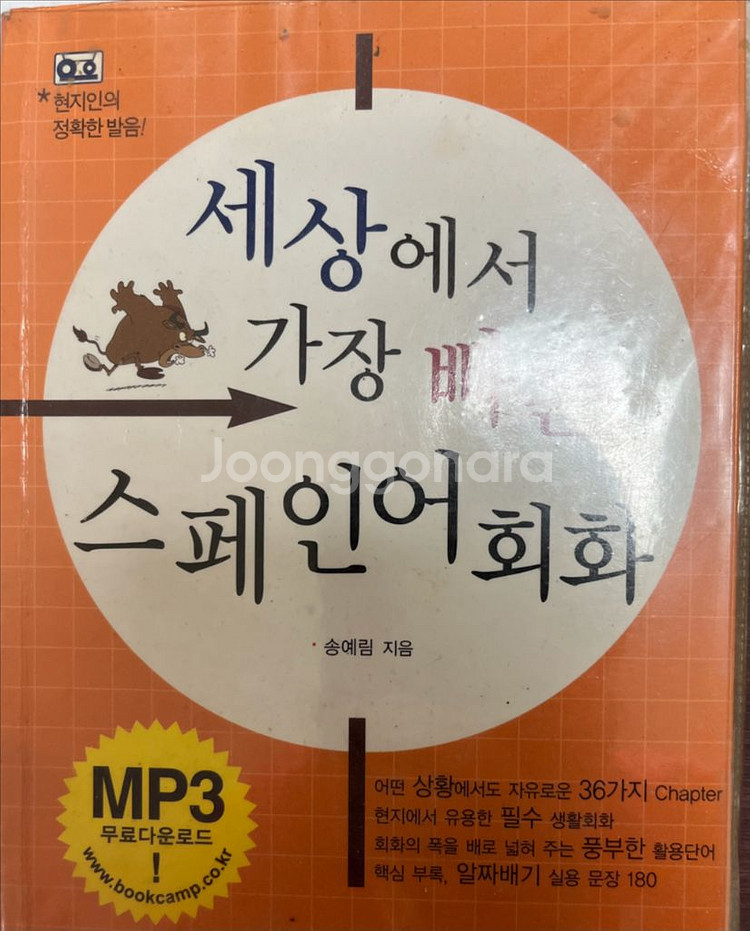 *현지인의
정확한 발음!
세상에서
가장 빠른
스페인어 회화
Joonggonara
송예림 지음
MP3
무료다운로드
!
www.bookcamp.co.kr
어떤 상황에서도 자유로운 36가지 Chapter
현지에서 유용한 필수 생활회화
회화의 폭을 배로 넓혀 주는 풍부한 활용단어
핵심 부록, 알짜배기 실용 문장 180